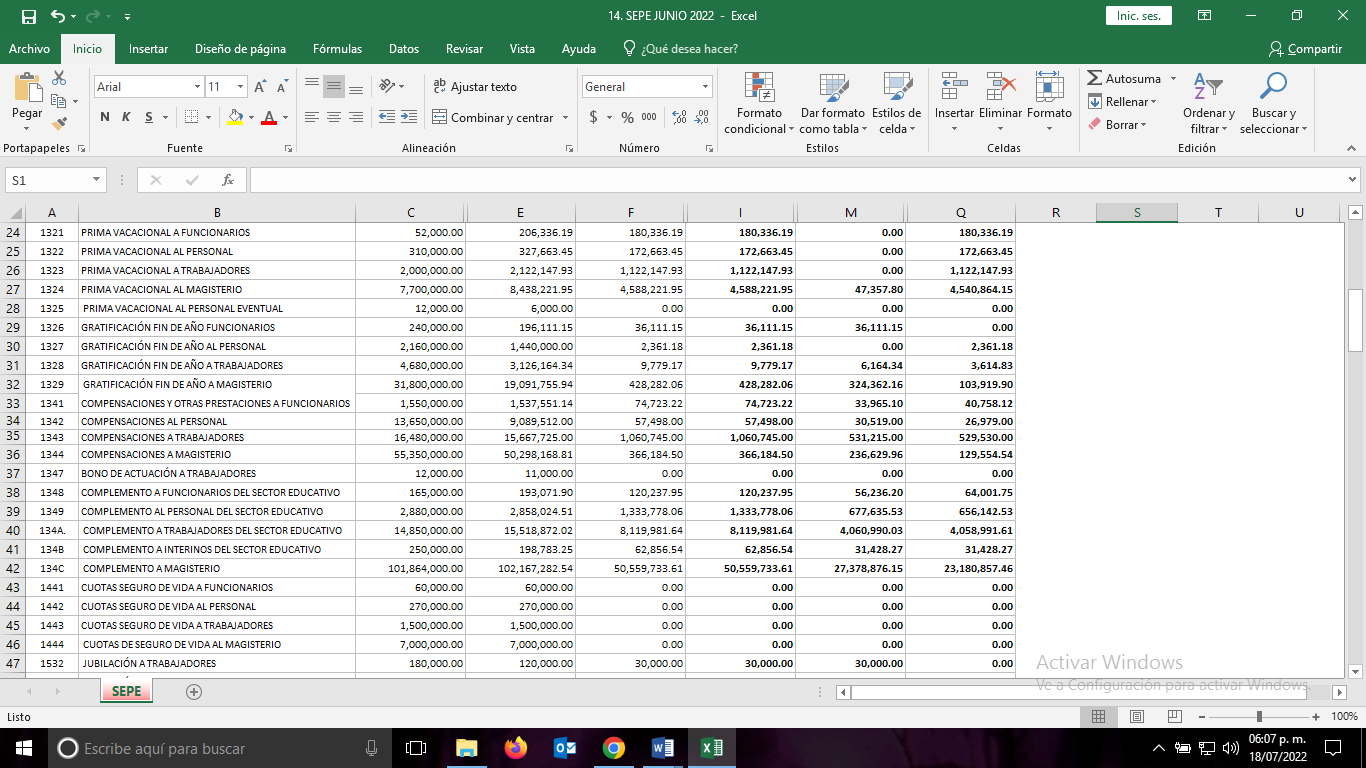 14. SEPE JUNIO 2022 - Excel Inic. ses.
Archivo Inicio Insertar Diseño de página Fórmulas Datos Revisar Vista Ayuda ¿Qué desea hacer? Compartir
Pegar Arial 11 ab Ajustar texto General Formato condicional Dar formato como tabla Estilos de celda Insertar Eliminar Formato Autosuma Rellenar Borrar Ordenar y filtrar Buscar y seleccionar
N K S A Combinar y centrar $ % 000
Portapapeles Fuente Alineación Número Estilos Celdas Edición
S1 fx
A B C E F I M Q R S T U
24 1321 PRIMA VACACIONAL A FUNCIONARIOS 52,000.00 206,336.19 180,336.19 180,336.19 0.00 180,336.19
25 1322 PRIMA VACACIONAL AL PERSONAL 310,000.00 327,663.45 172,663.45 172,663.45 0.00 172,663.45
26 1323 PRIMA VACACIONAL A TRABAJADORES 2,000,000.00 2,122,147.93 1,122,147.93 1,122,147.93 0.00 1,122,147.93
27 1324 PRIMA VACACIONAL AL MAGISTERIO 7,700,000.00 8,438,221.95 4,588,221.95 4,588,221.95 47,357.80 4,540,864.15
28 1325 PRIMA VACACIONAL AL PERSONAL EVENTUAL 12,000.00 6,000.00 0.00 0.00 0.00 0.00
29 1326 GRATIFICACIÓN FIN DE AÑO FUNCIONARIOS 240,000.00 196,111.15 36,111.15 36,111.15 36,111.15 0.00
30 1327 GRATIFICACIÓN FIN DE AÑO AL PERSONAL 2,160,000.00 1,440,000.00 2,361.18 2,361.18 0.00 2,361.18
31 1328 GRATIFICACIÓN FIN DE AÑO A TRABAJADORES 4,680,000.00 3,126,164.34 9,779.17 9,779.17 6,164.34 3,614.83
32 1329 GRATIFICACIÓN FIN DE AÑO A MAGISTERIO 31,800,000.00 19,091,755.94 428,282.06 428,282.06 324,362.16 103,919.90
33 1341 COMPENSACIONES Y OTRAS PRESTACIONES A FUNCIONARIOS 1,550,000.00 1,537,551.14 74,723.22 74,723.22 33,965.10 40,758.12
34 1342 COMPENSACIONES AL PERSONAL 13,650,000.00 9,089,512.00 57,498.00 57,498.00 30,519.00 26,979.00
35 1343 COMPENSACIONES A TRABAJADORES 16,480,000.00 15,667,725.00 1,060,745.00 1,060,745.00 531,215.00 529,530.00
36 1344 COMPENSACIONES A MAGISTERIO 55,350,000.00 50,298,168.81 366,184.50 366,184.50 236,629.96 129,554.54
37 1347 BONO DE ACTUACIÓN A TRABAJADORES 12,000.00 11,000.00 0.00 0.00 0.00 0.00
38 1348 COMPLEMENTO A FUNCIONARIOS DEL SECTOR EDUCATIVO 165,000.00 193,071.90 120,237.95 120,237.95 56,236.20 64,001.75
39 1349 COMPLEMENTO AL PERSONAL DEL SECTOR EDUCATIVO 2,880,000.00 2,858,024.51 1,333,778.06 1,333,778.06 677,635.53 656,142.53
40 134A. COMPLEMENTO A TRABAJADORES DEL SECTOR EDUCATIVO 14,850,000.00 15,518,872.02 8,119,981.64 8,119,981.64 4,060,990.03 4,058,991.61
41 134B COMPLEMENTO A INTERINOS DEL SECTOR EDUCATIVO 250,000.00 198,783.25 62,856.54 62,856.54 31,428.27 31,428.27
42 134C COMPLEMENTO A MAGISTERIO 101,864,000.00 102,167,282.54 50,559,733.61 50,559,733.61 27,378,876.15 23,180,857.46
43 1441 CUOTAS SEGURO DE VIDA A FUNCIONARIOS 60,000.00 60,000.00 0.00 0.00 0.00 0.00
44 1442 CUOTAS SEGURO DE VIDA AL PERSONAL 270,000.00 270,000.00 0.00 0.00 0.00 0.00
45 1443 CUOTAS SEGURO DE VIDA A TRABAJADORES 1,500,000.00 1,500,000.00 0.00 0.00 0.00 0.00
46 1444 CUOTAS DE SEGURO DE VIDA AL MAGISTERIO 7,000,000.00 7,000,000.00 0.00 0.00 0.00 0.00
47 1532 JUBILACIÓN A TRABAJADORES 180,000.00 120,000.00 30,000.00 30,000.00 30,000.00 0.00
Activar Windows
Ve a Configuración para activar Windows.
SEPE
Listo 100%
Escribe aquí para buscar 06:07 p. m.
18/07/2022